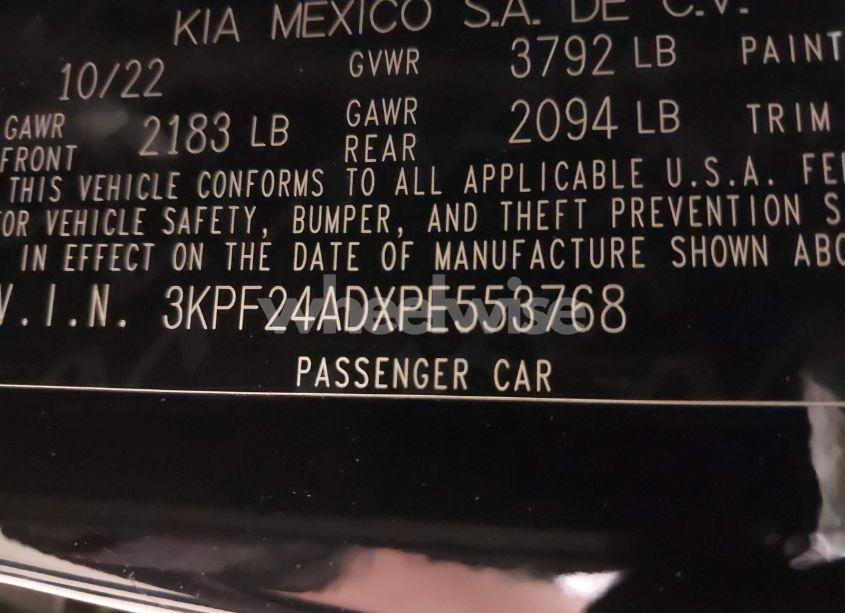 KIA MEXICO S.A. DE C.V.
10/22 GVWR 3792 LB PAINT
GAWR FRONT 2183 LB GAWR REAR 2094 LB TRIM
THIS VEHICLE CONFORMS TO ALL APPLICABLE U.S.A. FE
OR VEHICLE SAFETY, BUMPER, AND THEFT PREVENTION S
IN EFFECT ON THE DATE OF MANUFACTURE SHOWN ABO
V.I.N. 3KPF24ADXPE553768
wheelwise
PASSENGER CAR